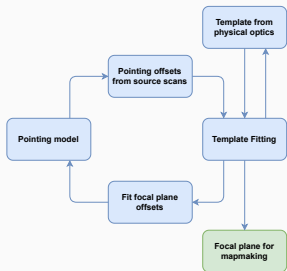 Template from
physical optics
Pointing offsets
from source scans
Pointing model
Template Fitting
Fit focal plane
offsets
Focal plane for
mapmaking